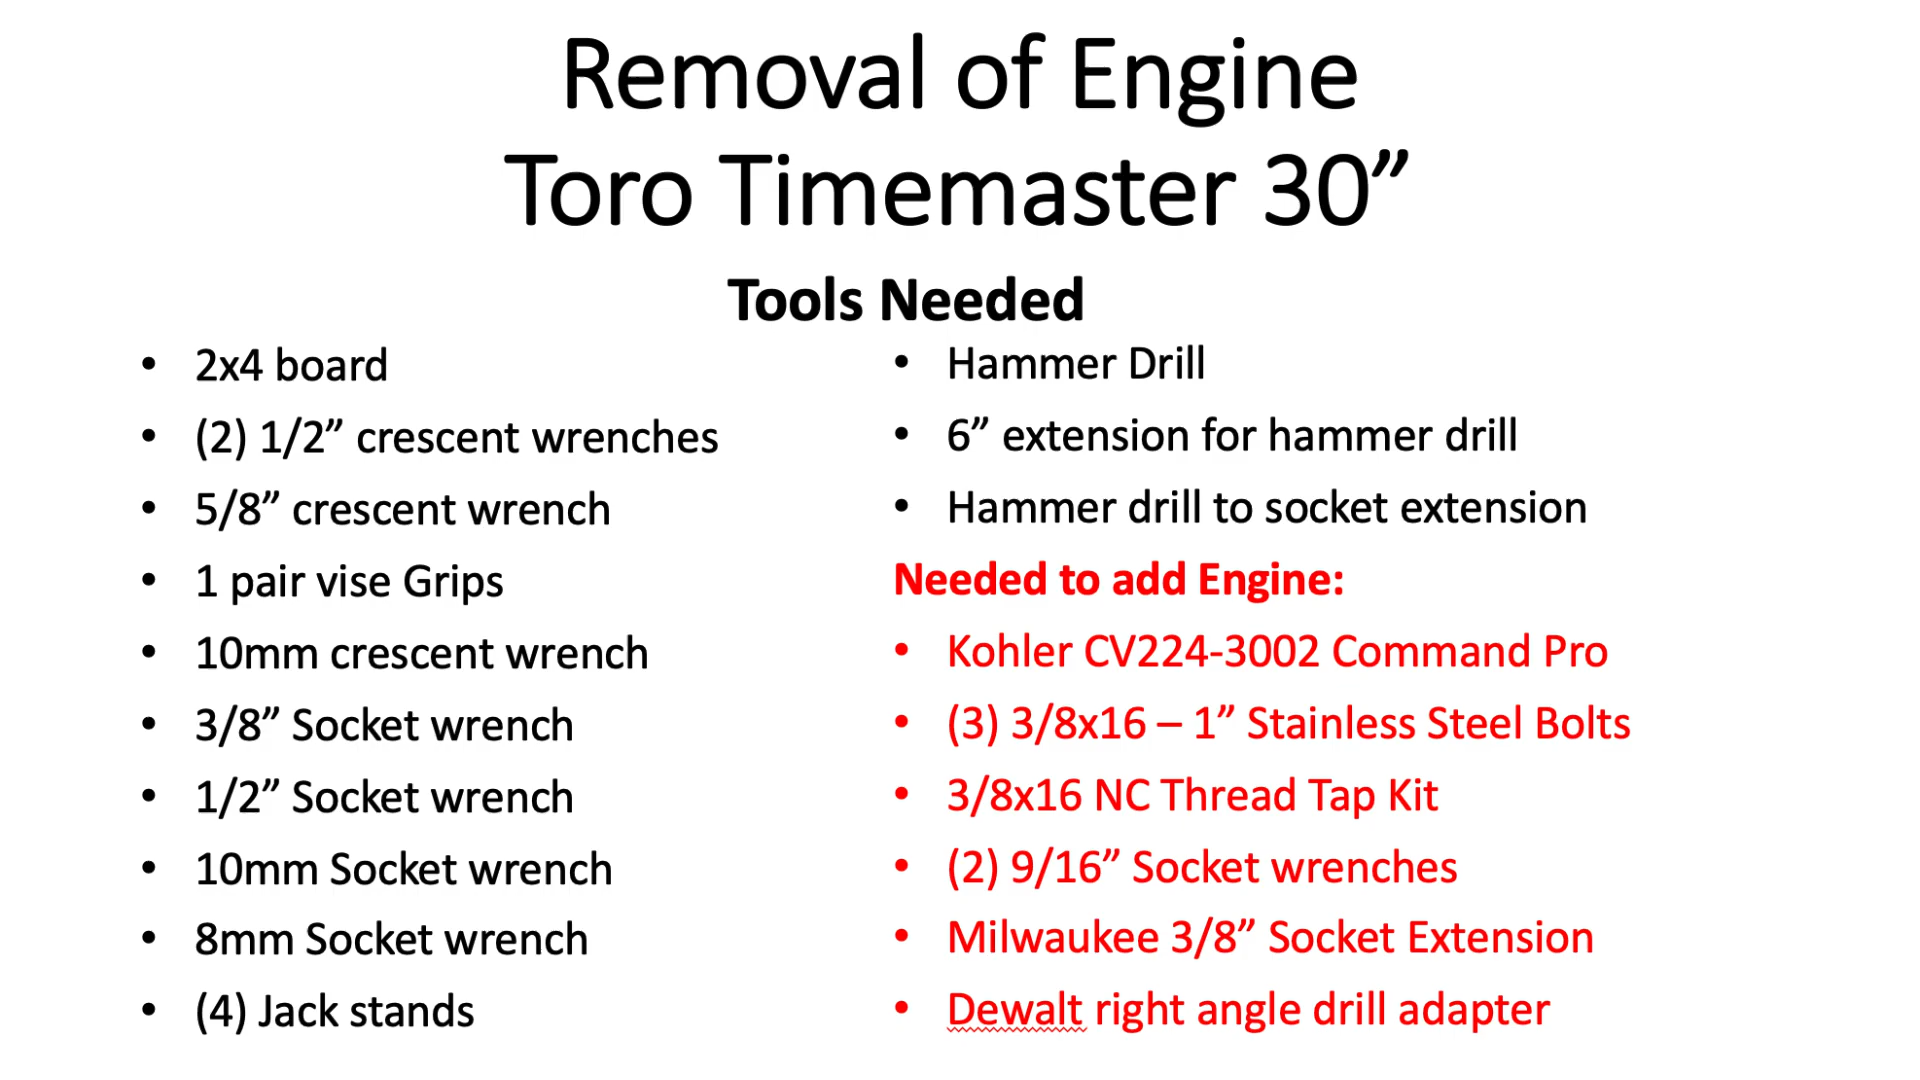 Removal of Engine
Toro Timemaster 30”
Tools Needed
• 2x4 board
• (2) 1/2” crescent wrenches
• 5/8” crescent wrench
• 1 pair vise Grips
• 10mm crescent wrench
• 3/8” Socket wrench
• 1/2” Socket wrench
• 10mm Socket wrench
• 8mm Socket wrench
• (4) Jack stands
• Hammer Drill
• 6” extension for hammer drill
• Hammer drill to socket extension
Needed to add Engine:
• Kohler CV224-3002 Command Pro
• (3) 3/8x16 – 1” Stainless Steel Bolts
• 3/8x16 NC Thread Tap Kit
• (2) 9/16” Socket wrenches
• Milwaukee 3/8” Socket Extension
• Dewalt right angle drill adapter